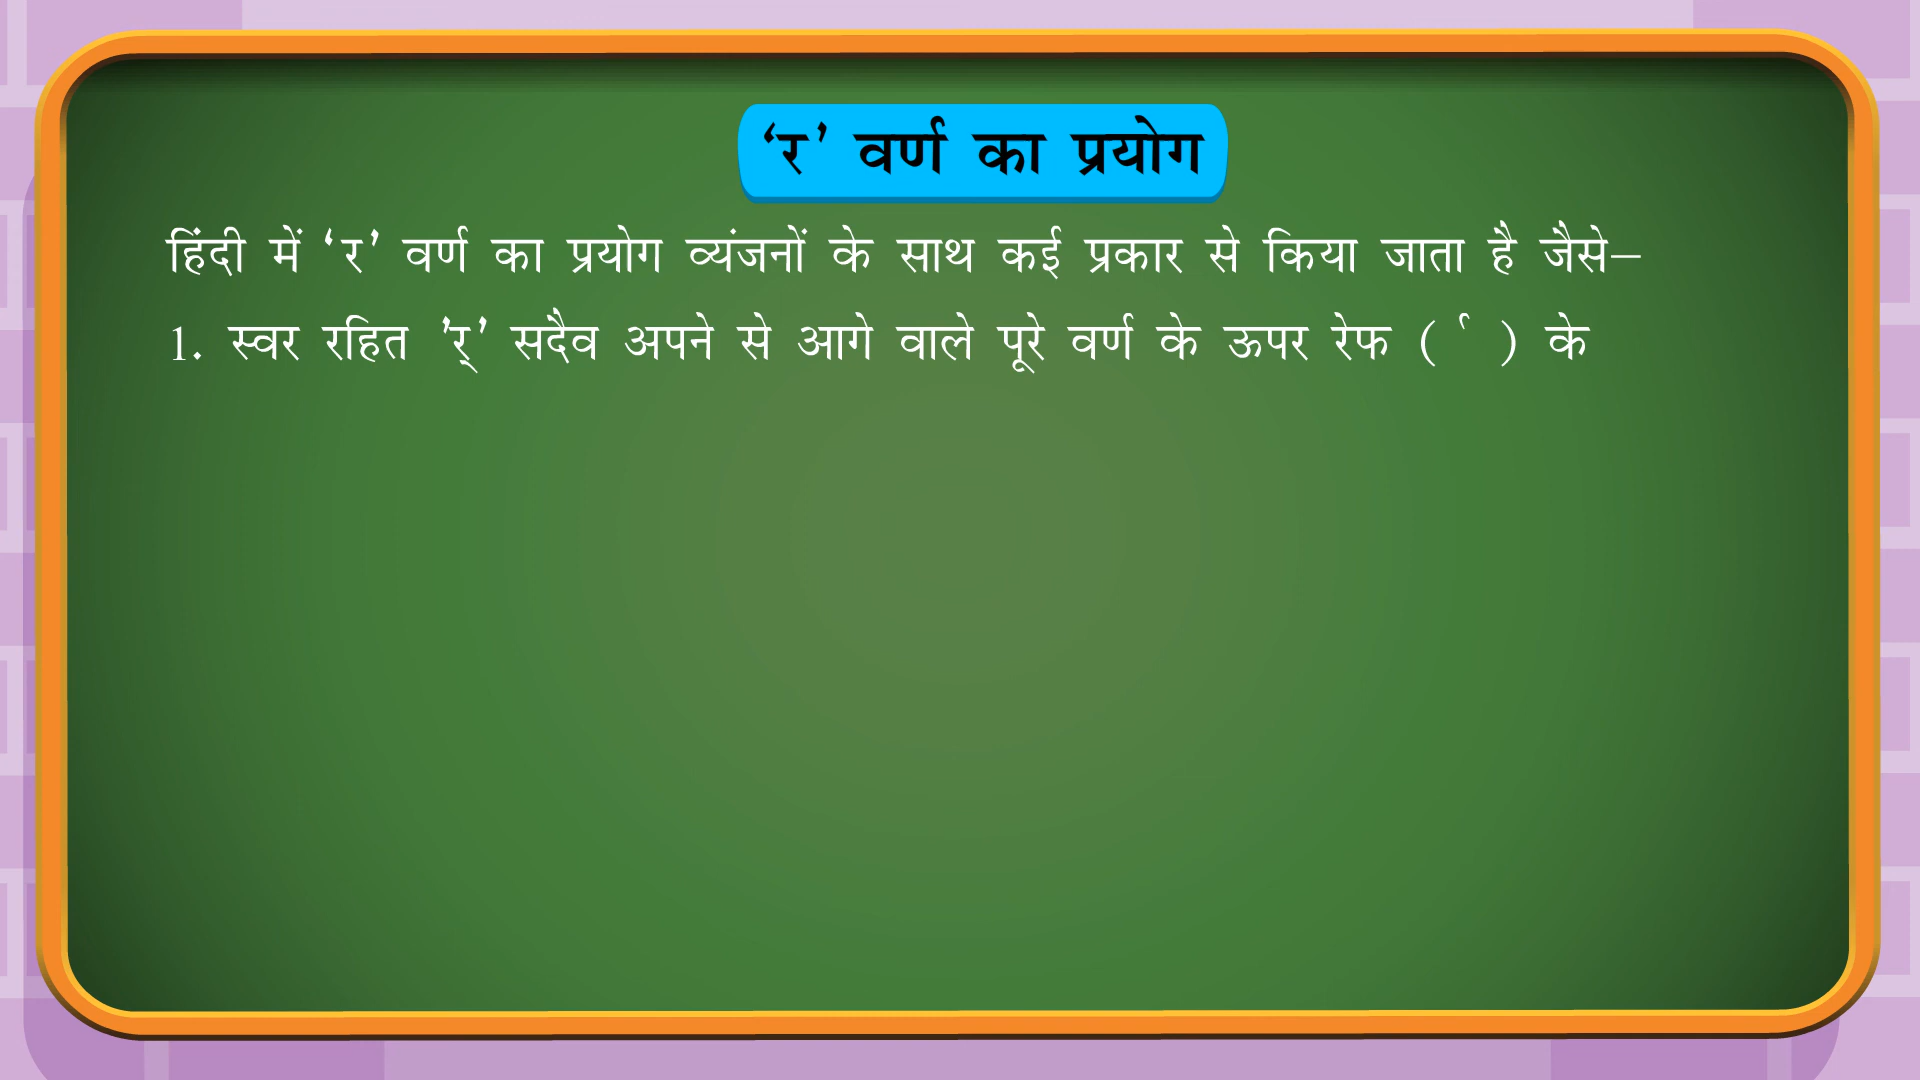 ‘र’ वर्ण का प्रयोग
हिंदी में ‘र’ वर्ण का प्रयोग व्यंजनों के साथ कई प्रकार से किया जाता है जैसे–
1. स्वर रहित ’र्’ सदैव अपने से आगे वाले पूरे वर्ण के ऊपर रेफ ( र्‍ ) के